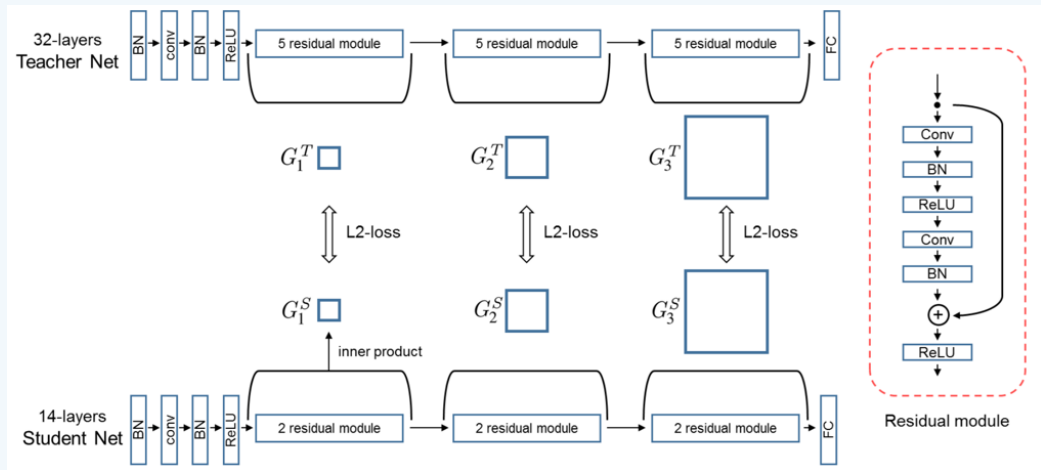 32-layers
Teacher Net
BN
conv
BN
ReLU
5 residual module
5 residual module
5 residual module
FC
G_1^T
G_2^T
G_3^T
L2-loss
L2-loss
L2-loss
G_1^S
G_2^S
G_3^S
inner product
14-layers
Student Net
BN
conv
BN
ReLU
2 residual module
2 residual module
2 residual module
FC
Conv
BN
ReLU
Conv
BN
+
ReLU
Residual module